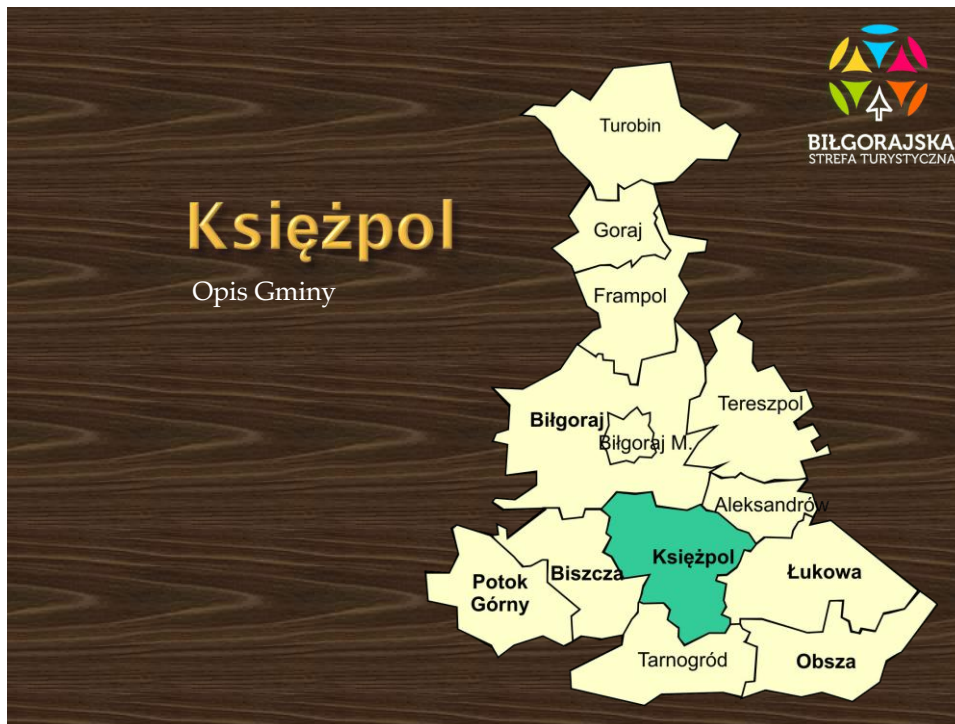 BIŁGORAJSKA
STREFA TURYSTYCZNA
Księżpol
Opis Gminy
Turobin
Goraj
Frampol
Tereszpol
Biłgoraj
Biłgoraj M.
Aleksandrów
Księżpol
Biszcza
Potok
Górny
Łukowa
Tarnogród
Obsza